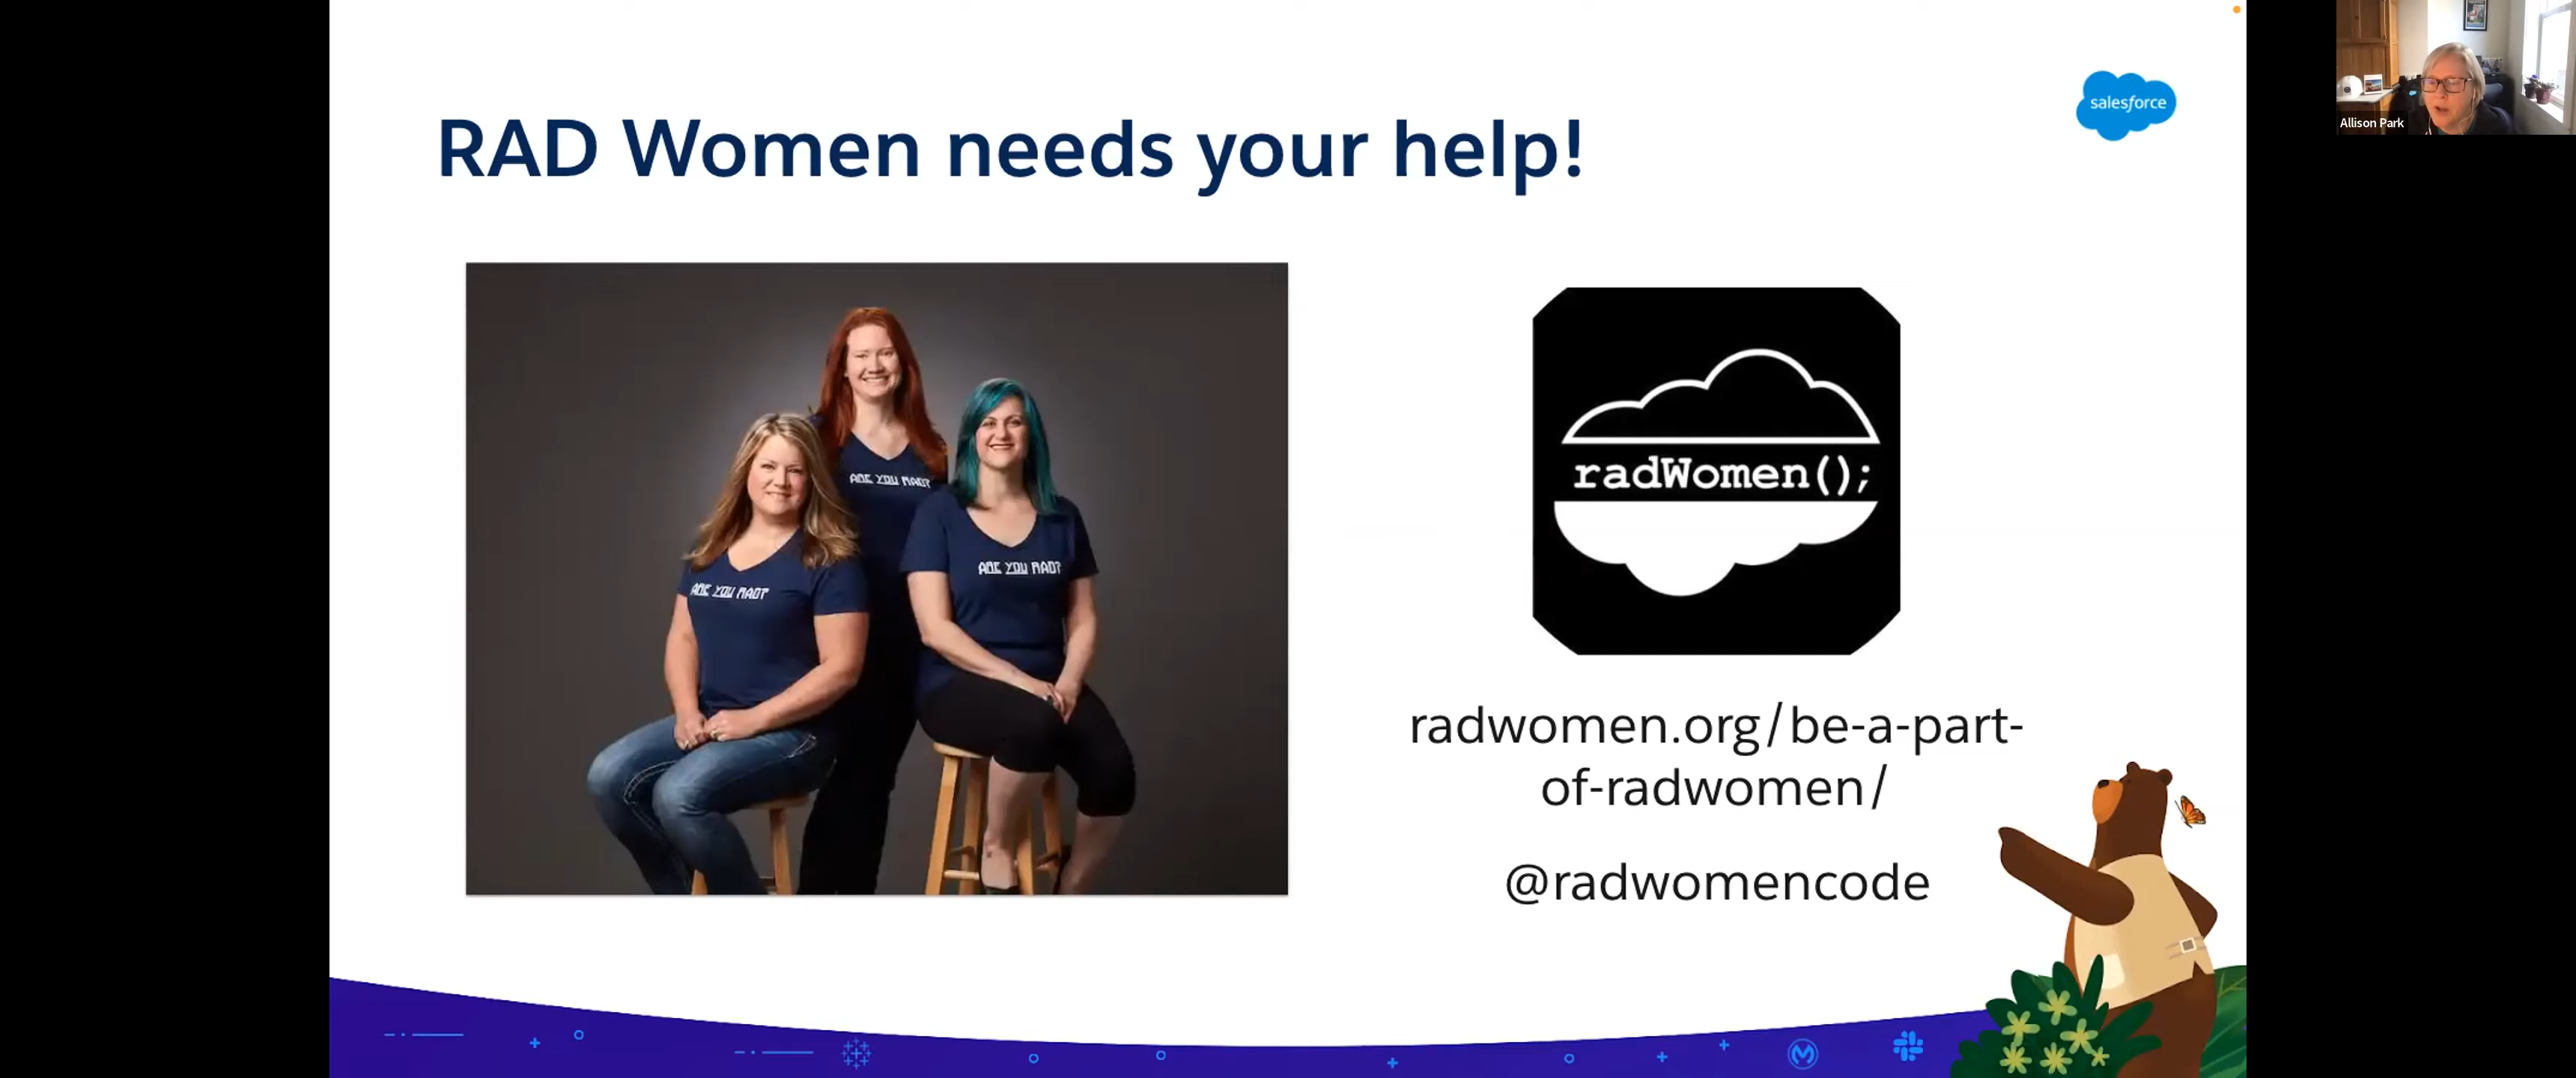 RAD Women needs your help!
salesforce
Allison Park
ARE YOU RAD?
ARE YOU RAD?
ARE YOU RAD?
radWomen();
radwomen.org/be-a-part-
of-radwomen/
@radwomencode